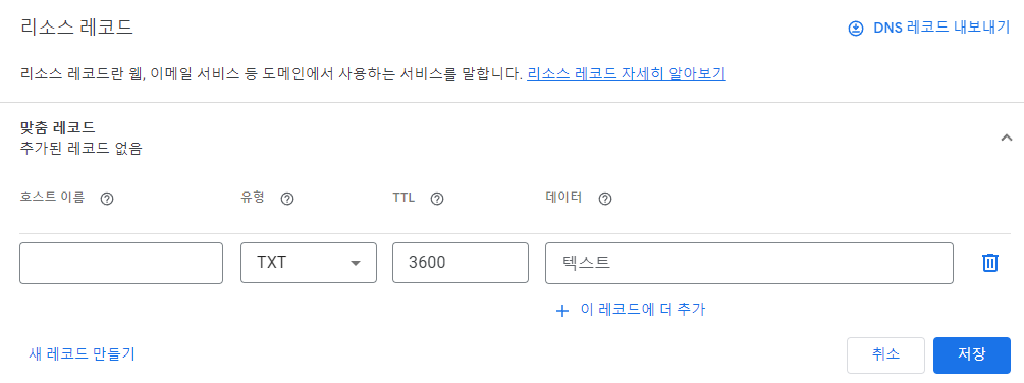 리소스 레코드
DNS 레코드 내보내기
리소스 레코드란 웹, 이메일 서비스 등 도메인에서 사용하는 서비스를 말합니다. 리소스 레코드 자세히 알아보기
맞춤 레코드
추가된 레코드 없음
호스트 이름 유형 TTL 데이터
TXT 3600 텍스트
이 레코드에 더 추가
새 레코드 만들기 취소 저장